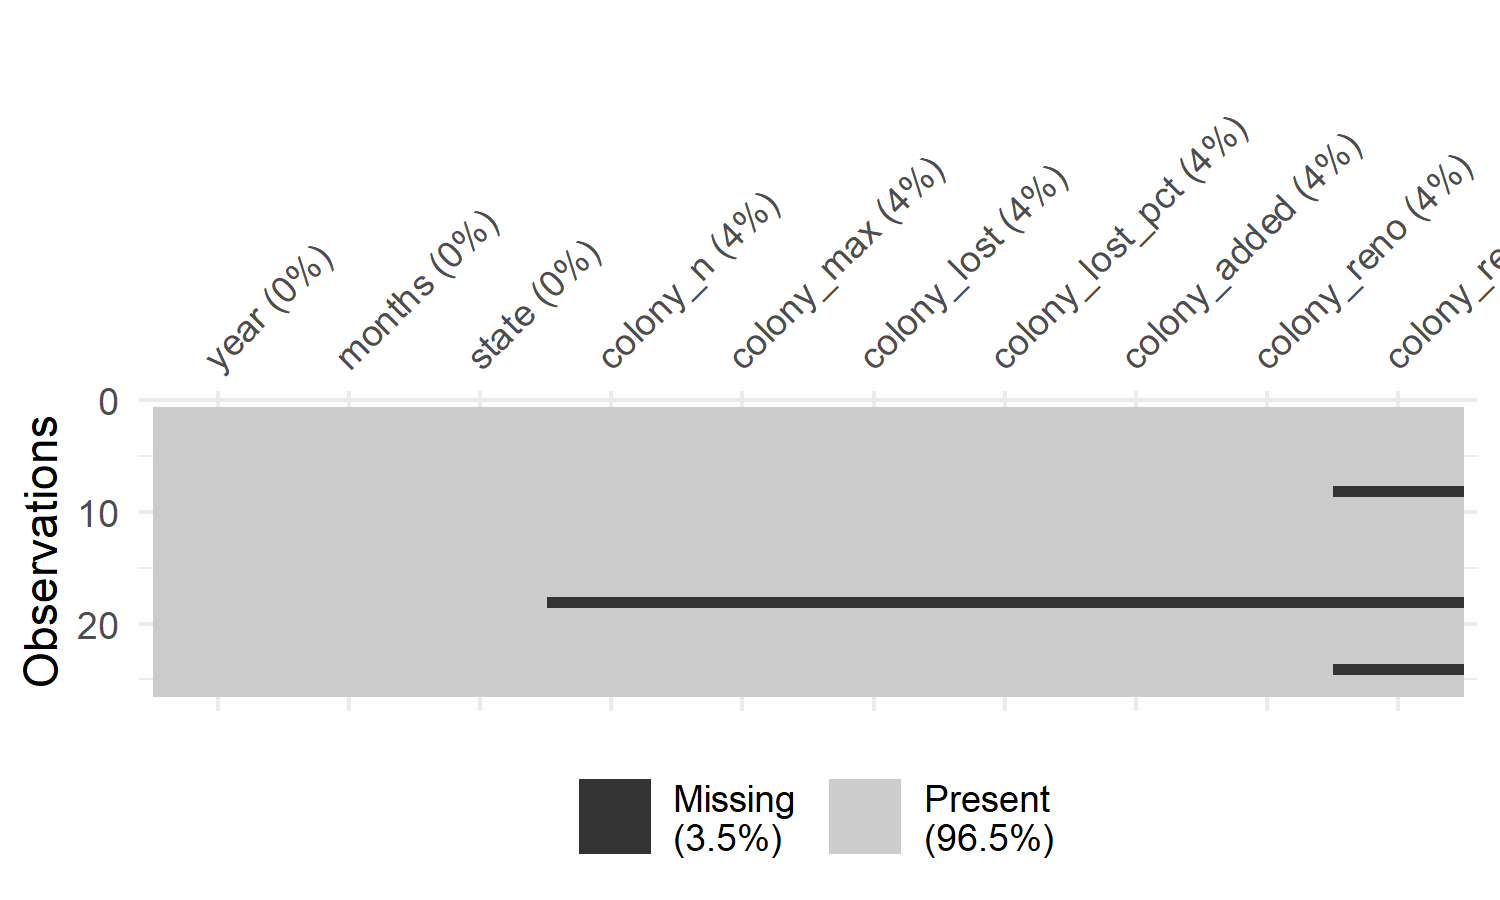 year (0%)
months (0%)
state (0%)
colony_n (4%)
colony_max (4%)
colony_lost (4%)
colony_lost_pct (4%)
colony_added (4%)
colony_reno (4%)
colony_re
Observations
0
10
20
Missing
(3.5%)
Present
(96.5%)